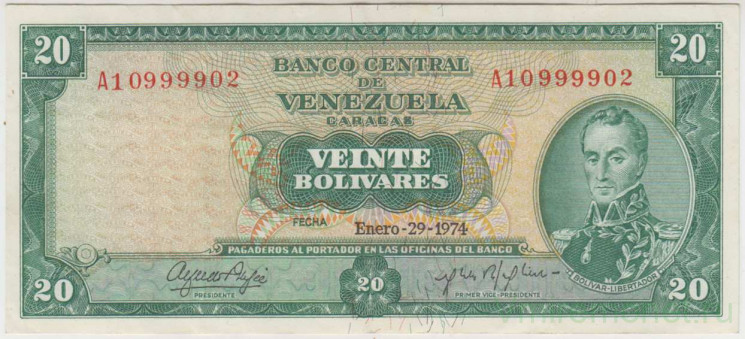 20 20
BANCO CENTRAL
A10999902 DE A10999902
VENEZUELA
CARACAS
VEINTE
BOLIVARES
FECHA Enero-29-1974
PAGADEROS AL PORTADOR EN LAS OFICINAS DEL BANCO
BOLIVAR-LIBERTADOR
PRESIDENTE PRIMER VICE-PRESIDENTE
20 20 20